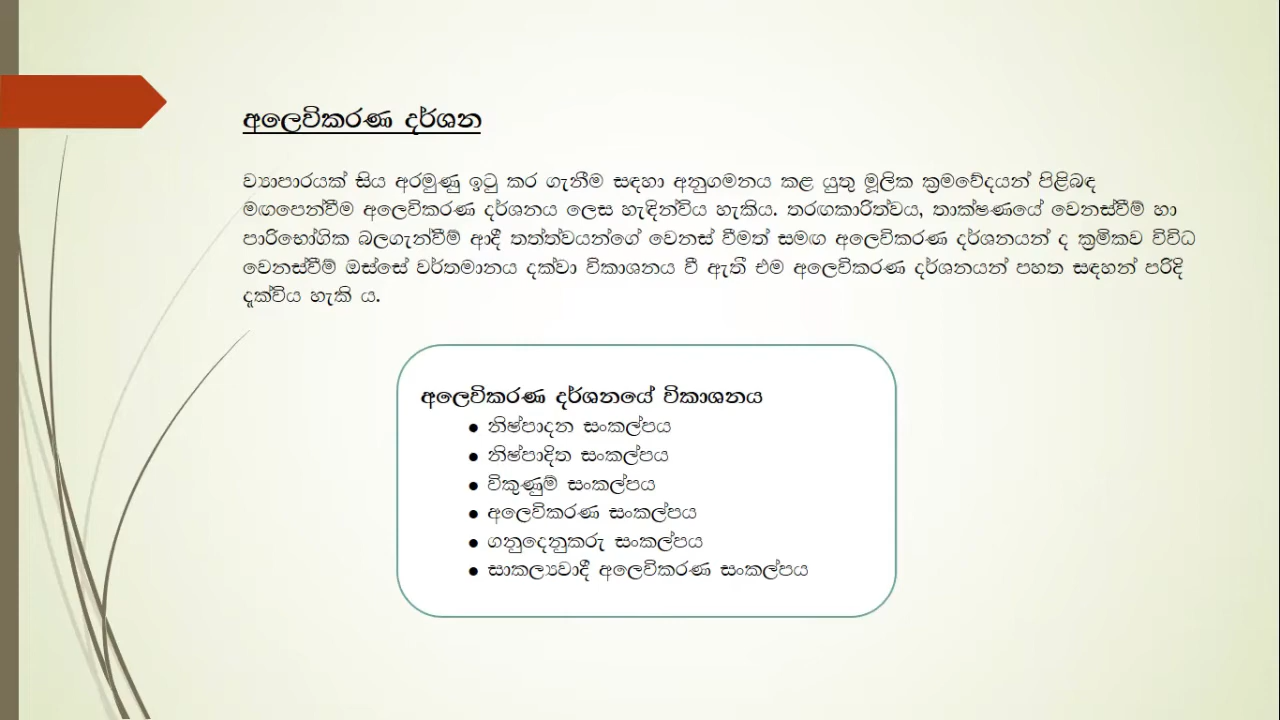 අලෙවිකරණ දර්ශන
ව්‍යාපාරයක් සිය අරමුණු ඉටු කර ගැනීම සඳහා අනුගමනය කළ යුතු මූලික ක්‍රමවේදයන් පිළිබඳ
මඟපෙන්වීම අලෙවිකරණ දර්ශනය ලෙස හැඳින්විය හැකිය. තරඟකාරිත්වය, තාක්ෂණයේ වෙනස්වීම් හා
පාරිභෝගික බලගැන්වීම් ආදී තත්ත්වයන්ගේ වෙනස් වීමත් සමඟ අලෙවිකරණ දර්ශනයන් ද ක්‍රමිකව විවිධ
වෙනස්වීම් ඔස්සේ වර්තමානය දක්වා විකාශනය වී ඇති එම අලෙවිකරණ දර්ශනයන් පහත සඳහන් පරිදි
දැක්විය හැකි ය.
අලෙවිකරණ දර්ශනයේ විකාශනය
● නිෂ්පාදන සංකල්පය
● නිෂ්පාදිත සංකල්පය
● විකුණුම් සංකල්පය
● අලෙවිකරණ සංකල්පය
● ගනුදෙනුකරු සංකල්පය
● සාකල්‍යවාදී අලෙවිකරණ සංකල්පය